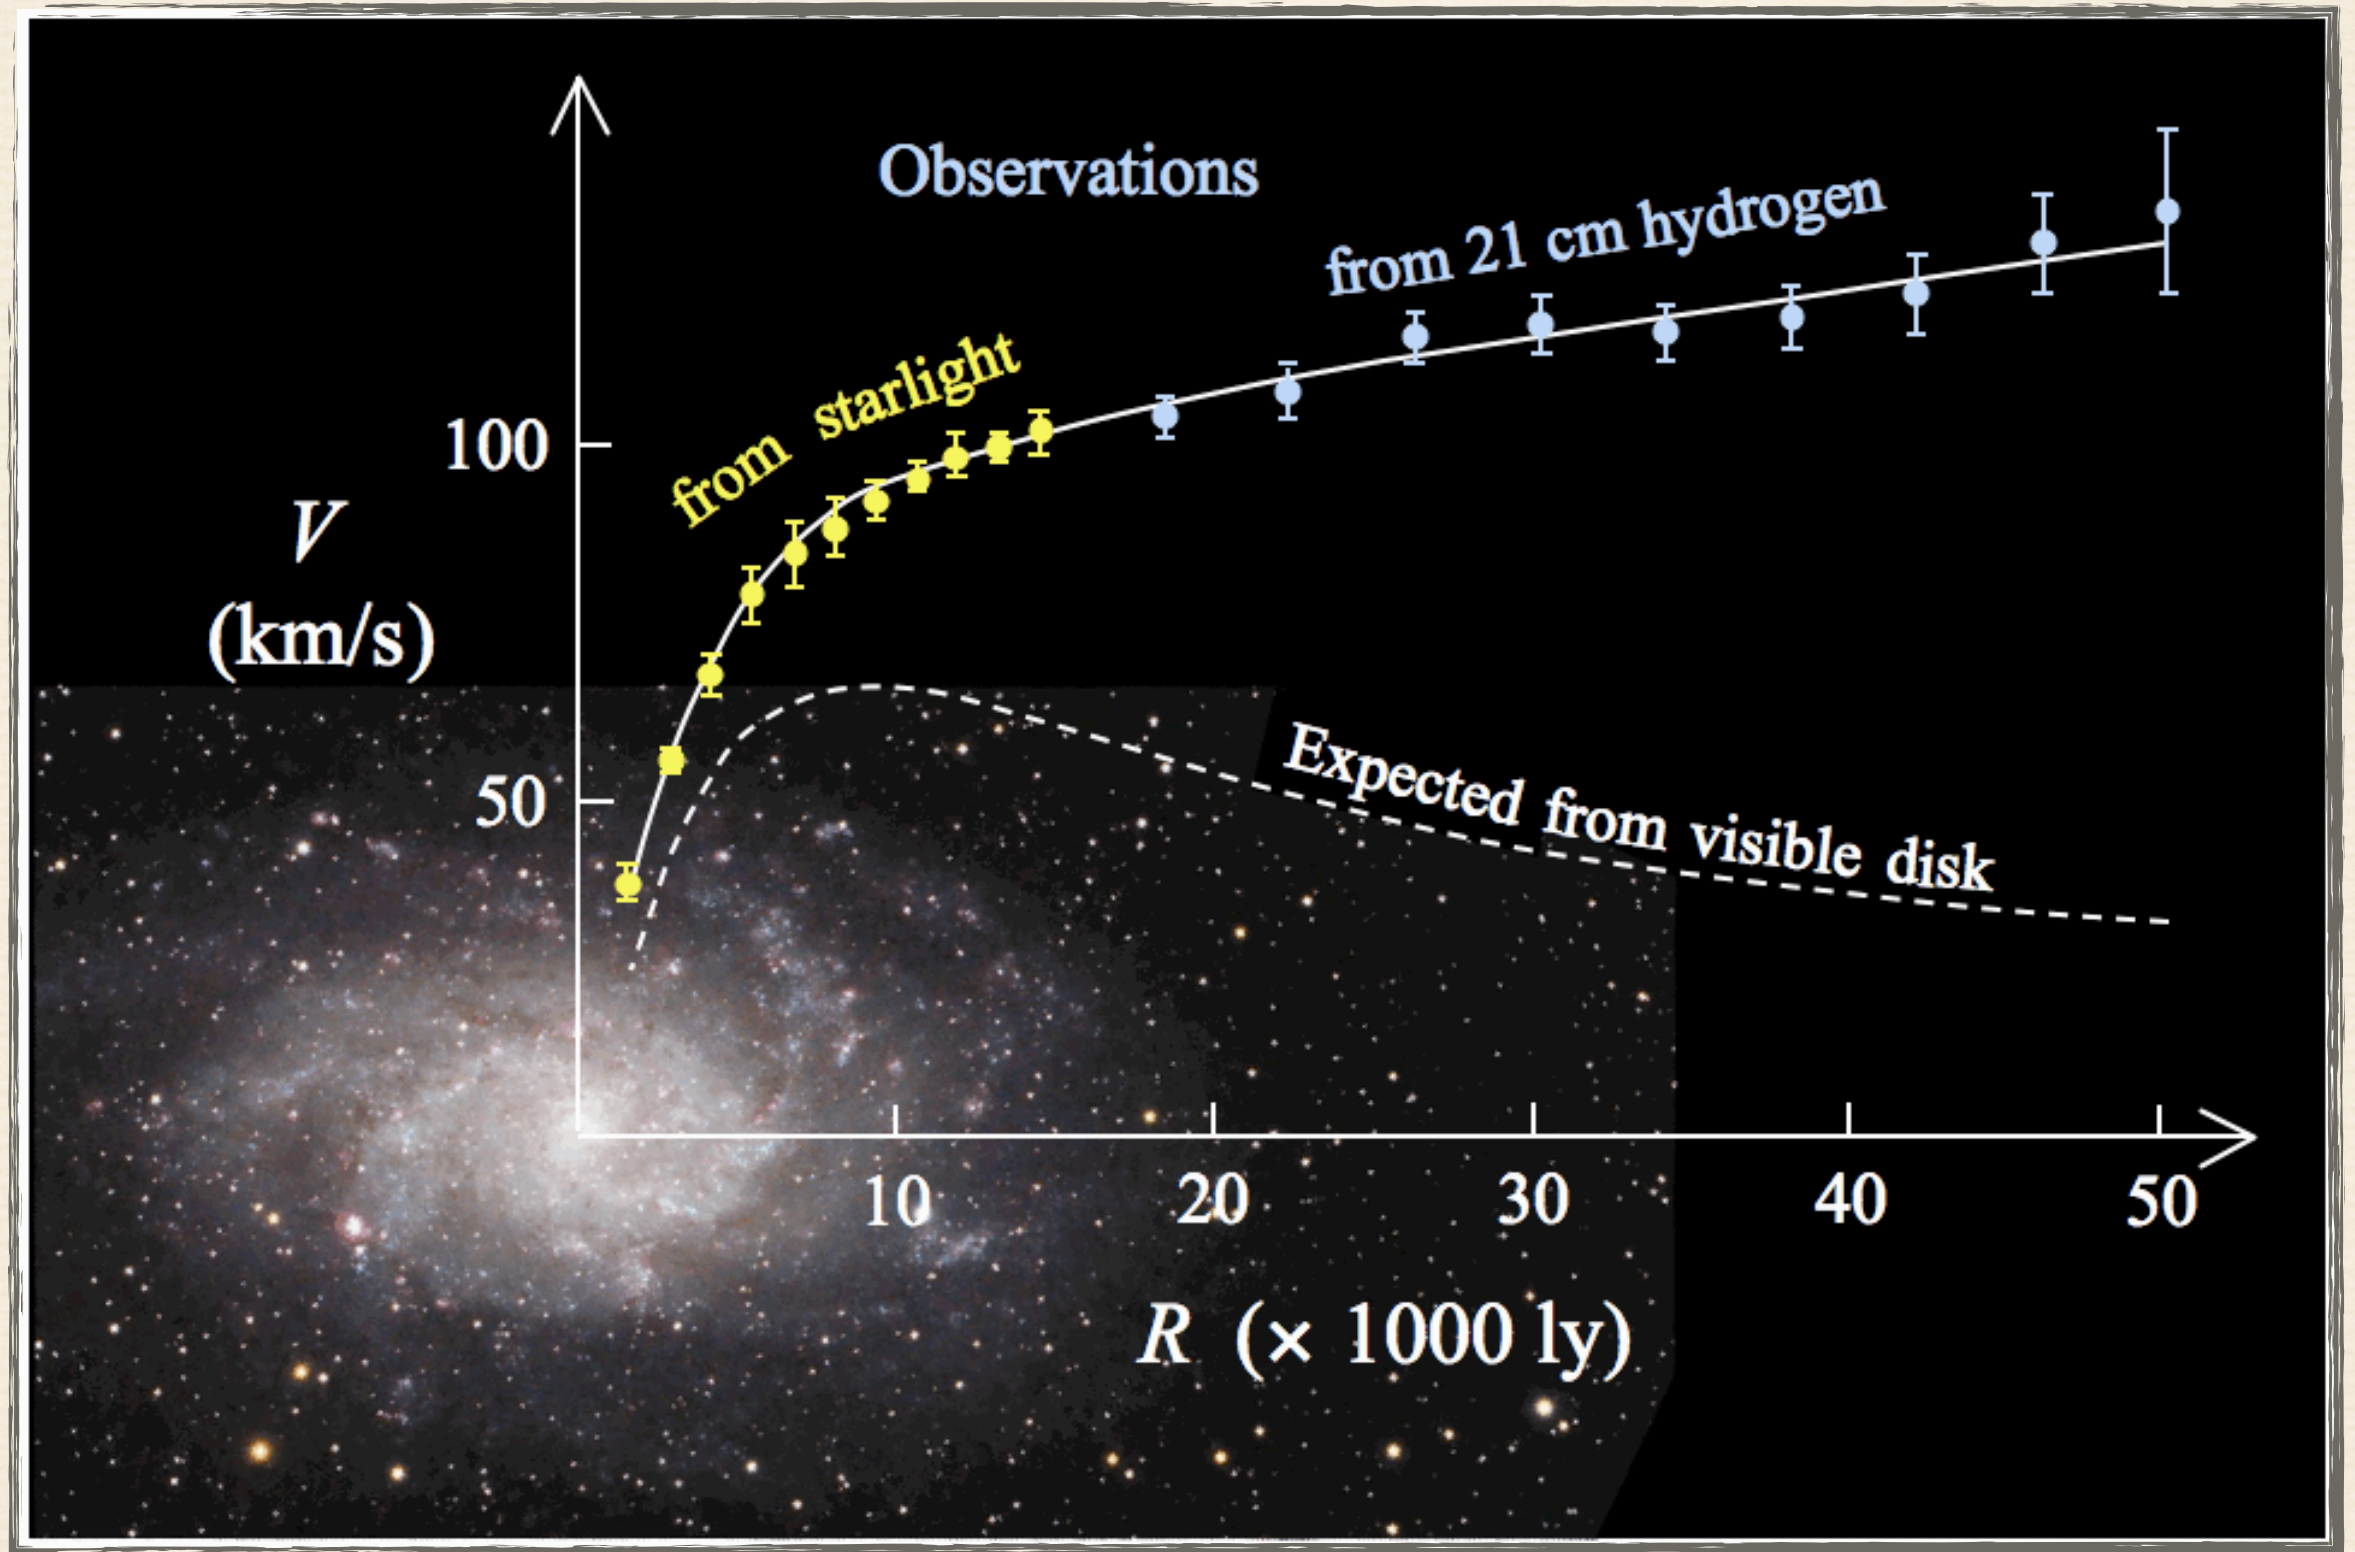 Observations
from 21 cm hydrogen
from starlight
100
V
(km/s)
50
Expected from visible disk
10 20 30 40 50
R (× 1000 ly)